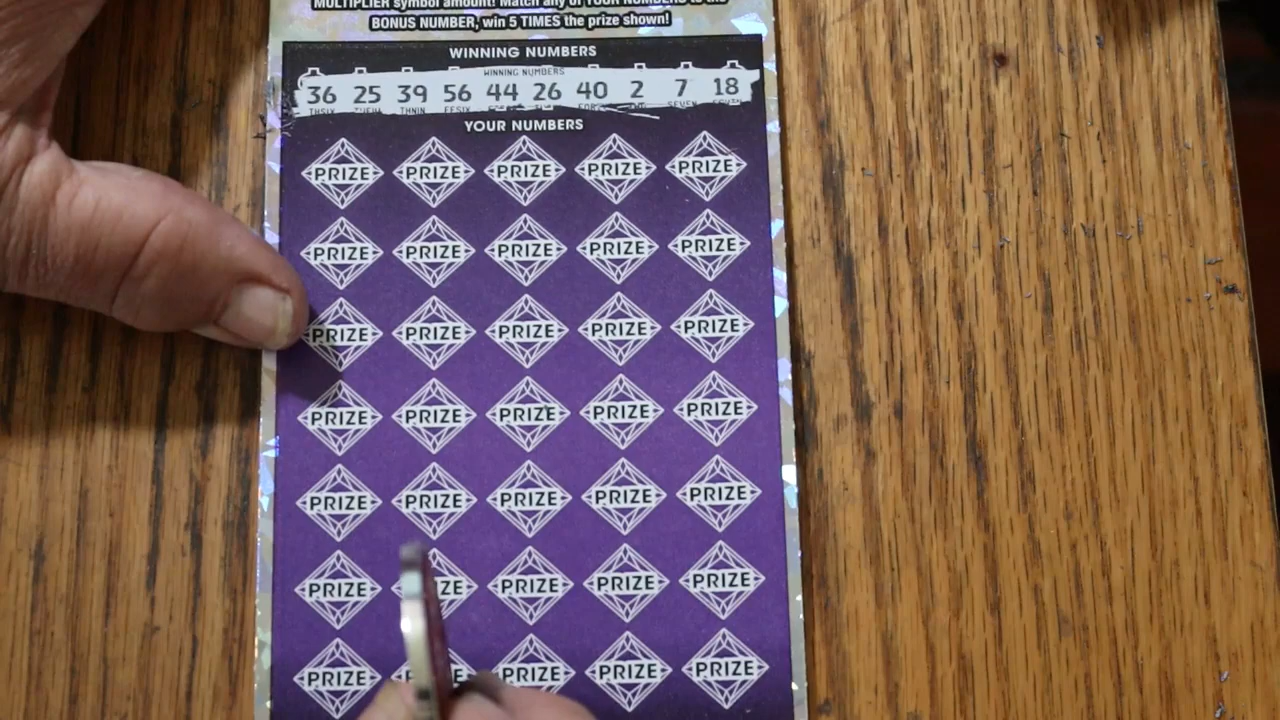 MULTIPLIER symbol amount! Match any of YOUR NUMBERS to the
BONUS NUMBER, win 5 TIMES the prize shown!
WINNING NUMBERS
WINNING NUMBERS
36 25 39 56 44 26 40 2 7 18
THSIX THNIN FFSIX SEVEN
YOUR NUMBERS
PRIZE PRIZE PRIZE PRIZE PRIZE
PRIZE PRIZE PRIZE PRIZE PRIZE
PRIZE PRIZE PRIZE PRIZE PRIZE
PRIZE PRIZE PRIZE PRIZE PRIZE
PRIZE PRIZE PRIZE PRIZE PRIZE
PRIZE PRIZE PRIZE PRIZE
PRIZE PRIZE PRIZE PRIZE